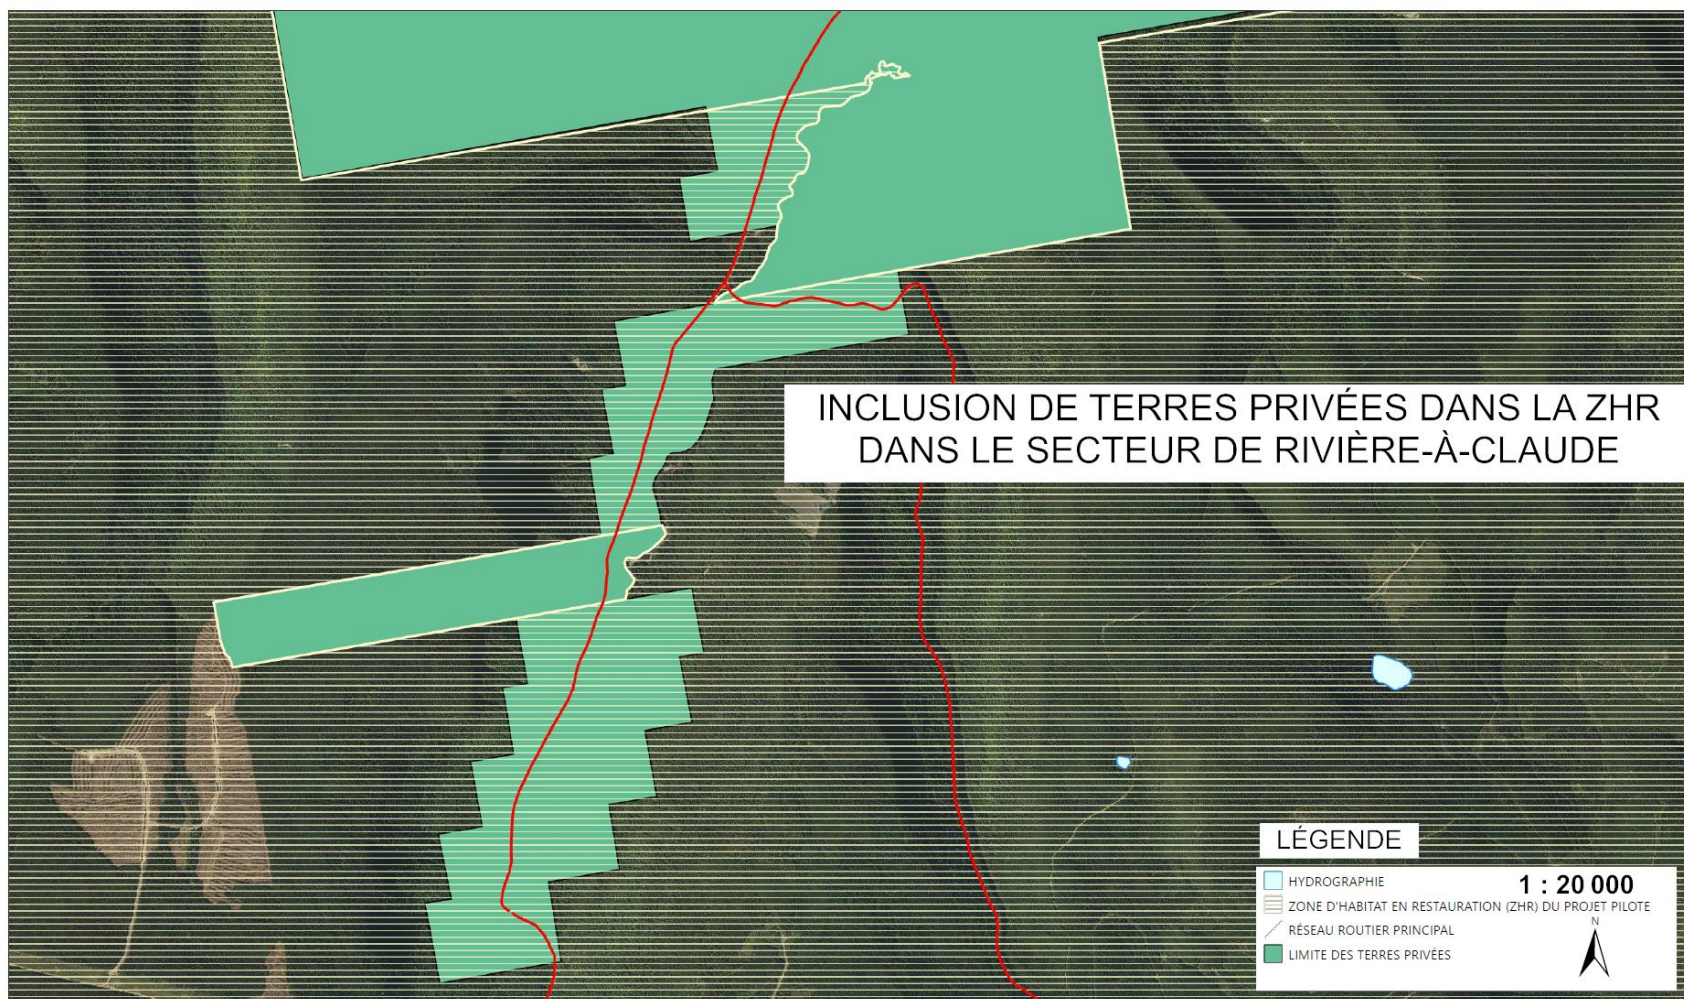 INCLUSION DE TERRES PRIVÉES DANS LA ZHR
DANS LE SECTEUR DE RIVIÈRE-À-CLAUDE
LÉGENDE
HYDROGRAPHIE
1 : 20 000
ZONE D'HABITAT EN RESTAURATION (ZHR) DU PROJET PILOTE
RÉSEAU ROUTIER PRINCIPAL
N
LIMITE DES TERRES PRIVÉES